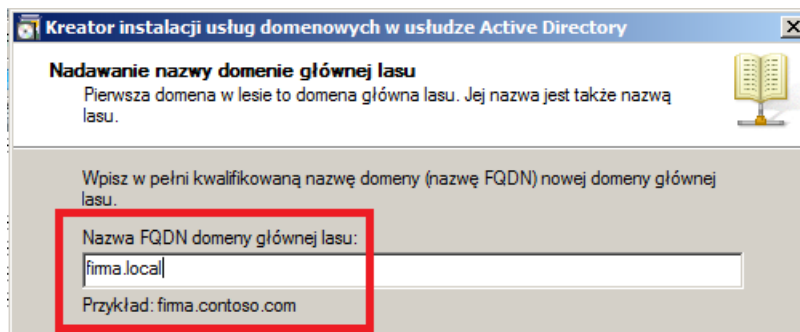 Kreator instalacji usług domenowych w usłudze Active Directory
Nadawanie nazwy domenie głównej lasu
Pierwsza domena w lesie to domena główna lasu. Jej nazwa jest także nazwą
lasu.
Wpisz w pełni kwalifikowaną nazwę domeny (nazwę FQDN) nowej domeny głównej
lasu.
Nazwa FQDN domeny głównej lasu:
firma.local
Przykład: firma.contoso.com